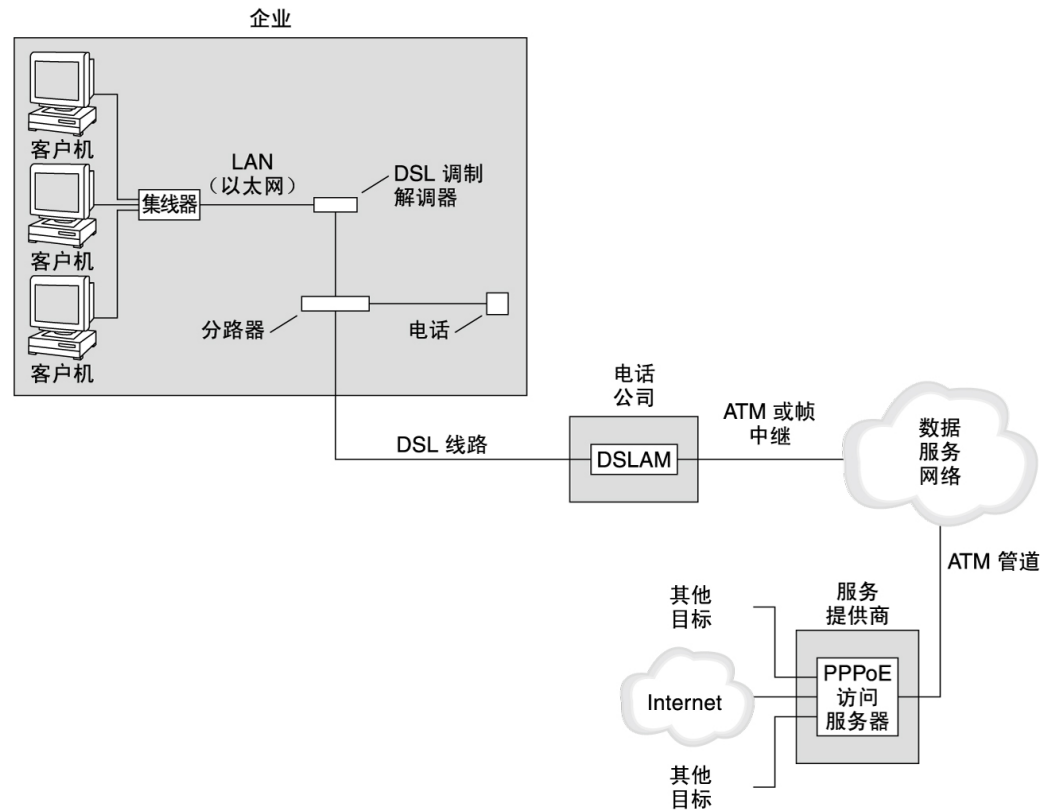 企业
客户机
LAN
（以太网）
DSL 调制
解调器
集线器
客户机
分路器
电话
客户机
电话
公司
ATM 或帧
中继
数据
服务
网络
DSL 线路
DSLAM
ATM 管道
其他
目标
服务
提供商
PPPoE
访问
服务器
Internet
其他
目标